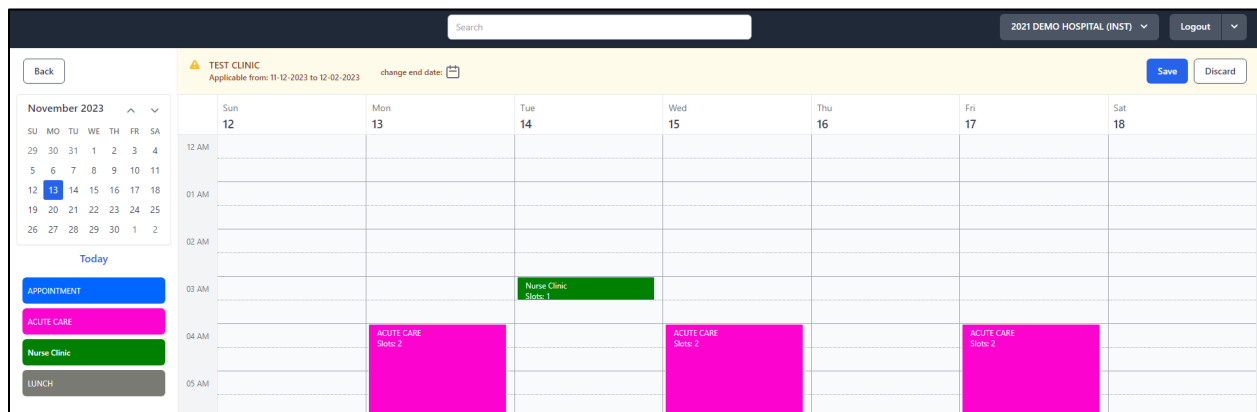 Search
2021 DEMO HOSPITAL (INST)
Logout
Back
TEST CLINIC
Applicable from: 11-12-2023 to 12-02-2023
change end date:
Save
Discard
November 2023
SU MO TU WE TH FR SA
29 30 31 1 2 3 4
5 6 7 8 9 10 11
12 13 14 15 16 17 18
19 20 21 22 23 24 25
26 27 28 29 30 1 2
Today
APPOINTMENT
ACUTE CARE
Nurse Clinic
LUNCH
Sun Mon Tue Wed Thu Fri Sat
12 13 14 15 16 17 18
12 AM
01 AM
02 AM
03 AM
Nurse Clinic
Slots: 1
04 AM
ACUTE CARE ACUTE CARE ACUTE CARE
Slots: 2 Slots: 2 Slots: 2
05 AM